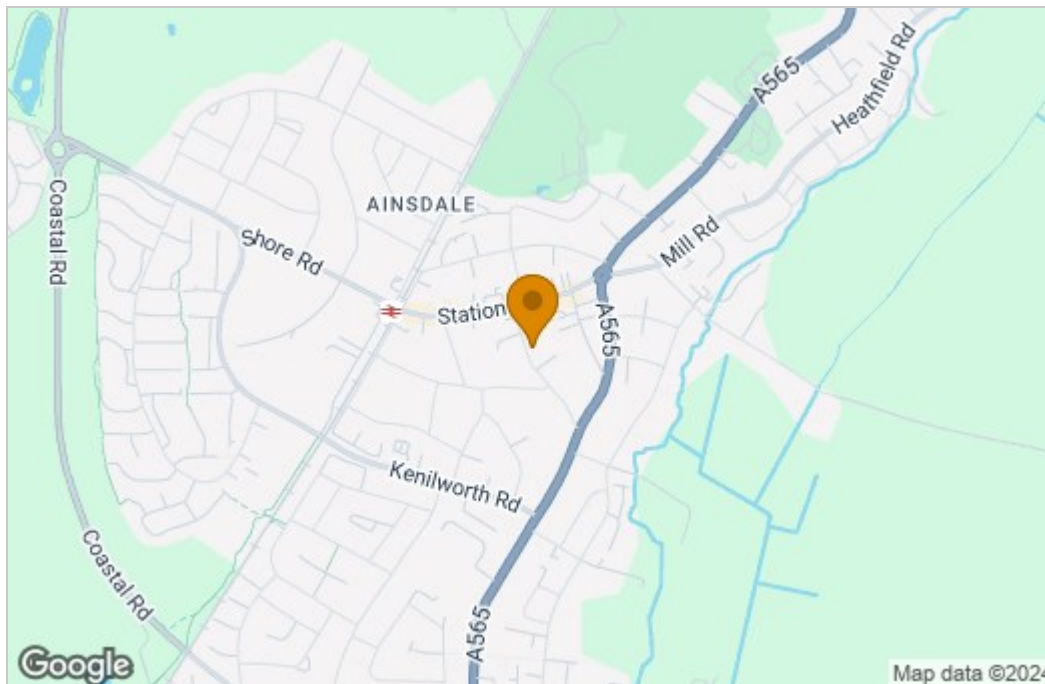 A565
Heathfield Rd
Coastal Rd
AINSDALE
Shore Rd
Mill Rd
Station
A565
Kenilworth Rd
Coastal Rd
A565
Google
Map data ©2024